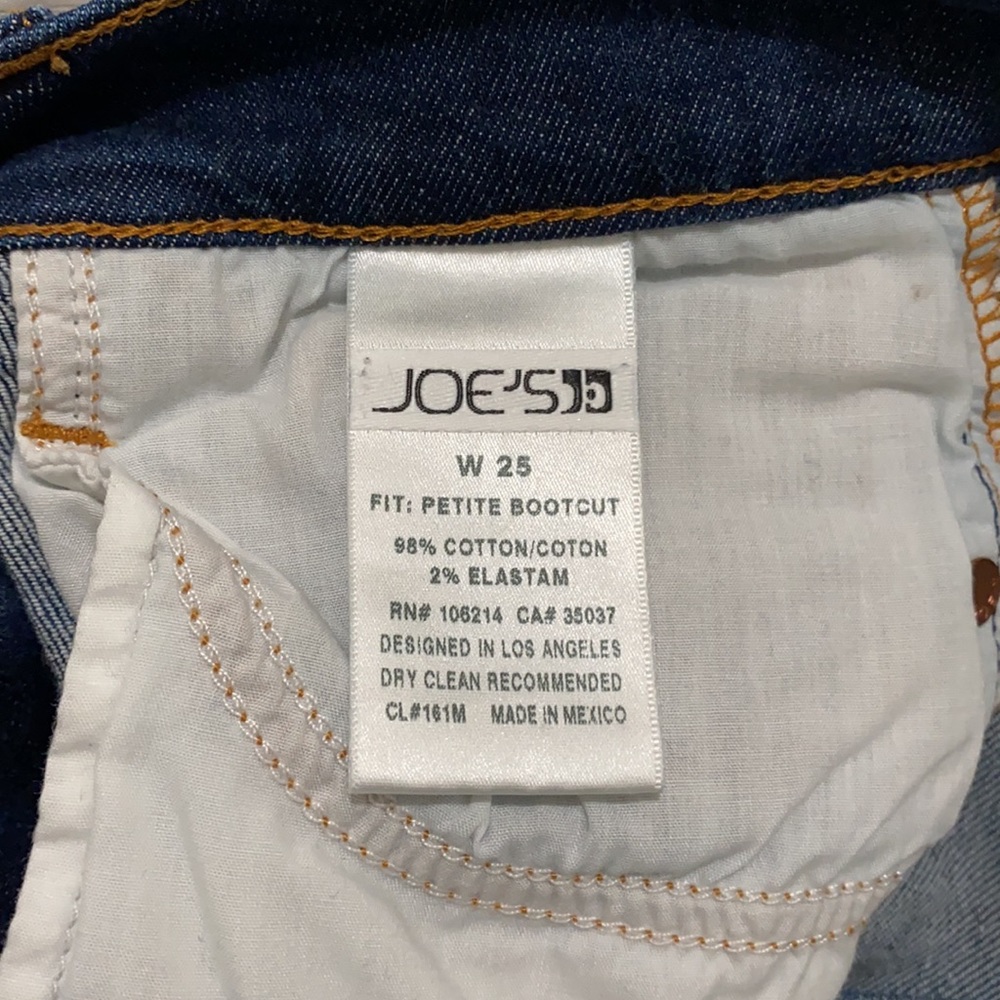 JOE'S
W 25
FIT: PETITE BOOTCUT
98% COTTON/COTON
2% ELASTAM
RN# 106214 CA# 35037
DESIGNED IN LOS ANGELES
DRY CLEAN RECOMMENDED
CL#161M MADE IN MEXICO